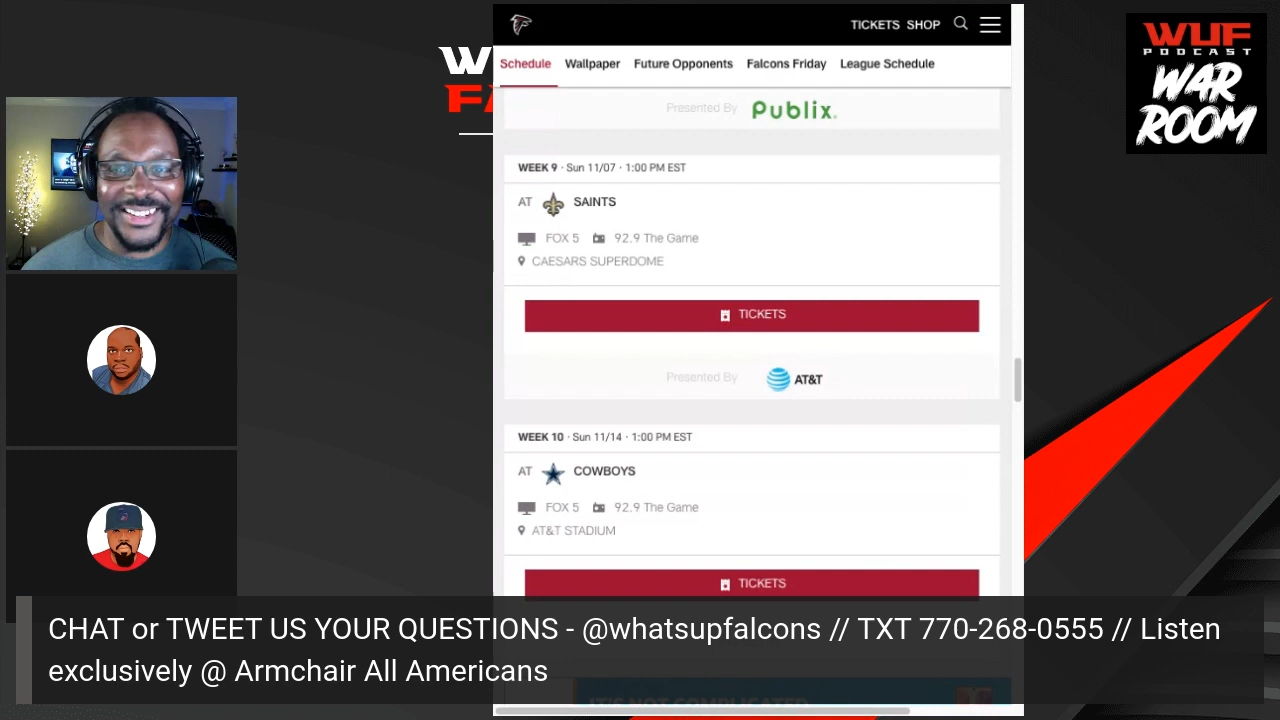 TICKETS SHOP
Schedule Wallpaper Future Opponents Falcons Friday League Schedule
Presented By Publix.
WEEK 9 · Sun 11/07 · 1:00 PM EST
AT SAINTS
FOX 5 92.9 The Game
CAESARS SUPERDOME
TICKETS
Presented By AT&T
WEEK 10 · Sun 11/14 · 1:00 PM EST
AT COWBOYS
FOX 5 92.9 The Game
AT&T STADIUM
TICKETS
WUF
PODCAST
WAR
ROOM
CHAT or TWEET US YOUR QUESTIONS - @whatsupfalcons // TXT 770-268-0555 // Listen
exclusively @ Armchair All Americans
IT'S NOT COMPLICATED